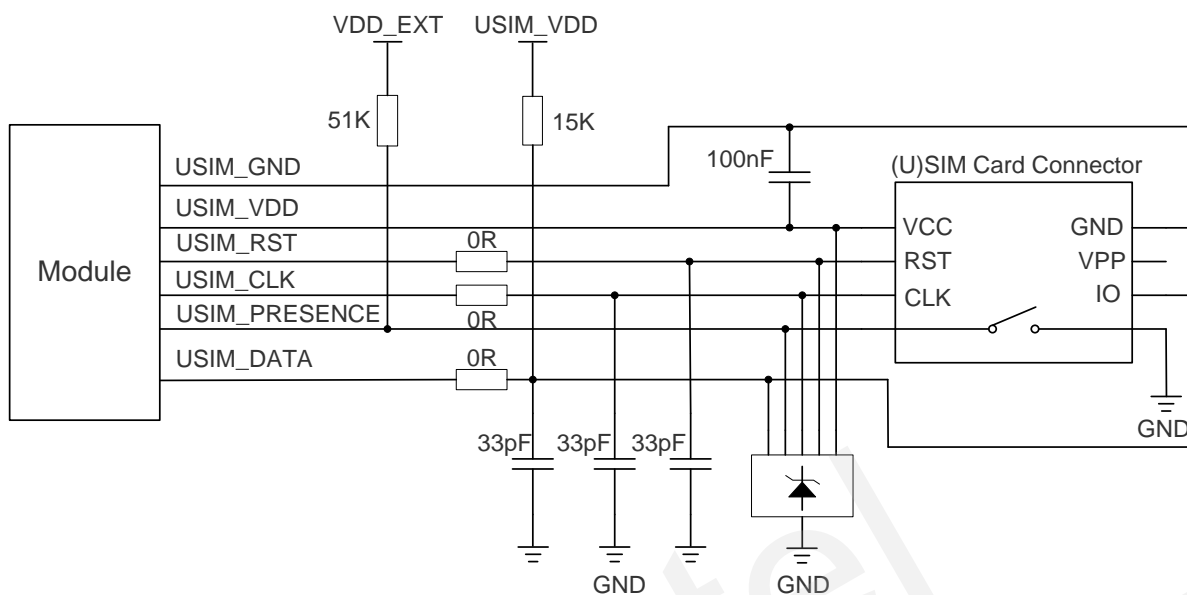 VDD_EXT USIM_VDD
51K 15K
100nF
(U)SIM Card Connector
Module
USIM_GND
USIM_VDD
USIM_RST
USIM_CLK
USIM_PRESENCE
USIM_DATA
0R
0R
0R
VCC GND
RST VPP
CLK IO
GND
33pF 33pF 33pF
GND GND